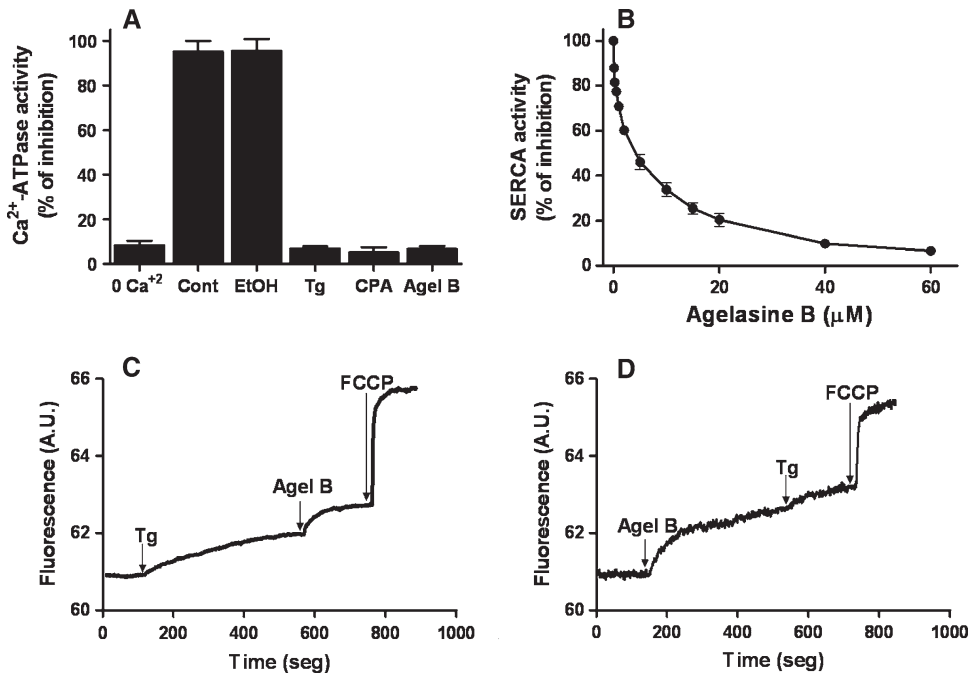 A
Ca2+-ATPase activity
(% of inhibition)
100
80
60
40
20
0
0 Ca+2 Cont EtOH Tg CPA Agel B
B
SERCA activity
(% of inhibition)
100
80
60
40
20
0
0 20 40 60
Agelasine B (μM)
C
Fluorescence (A.U.)
66
64
62
60
Tg
Agel B
FCCP
0 200 400 600 800 1000
Time (seg)
D
Fluorescence (A.U.)
66
64
62
60
Agel B
Tg
FCCP
0 200 400 600 800 1000
Time (seg)